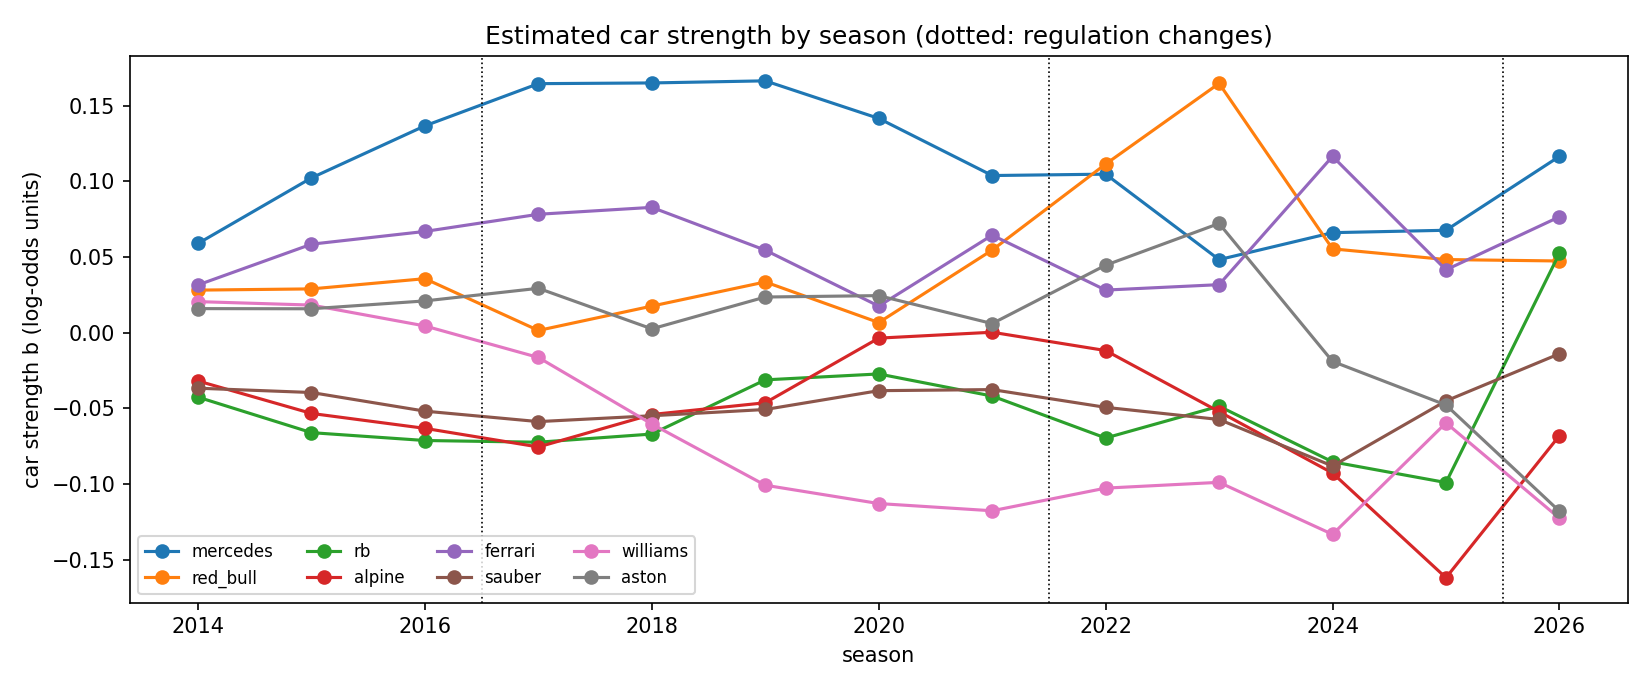 Estimated car strength by season (dotted: regulation changes)
car strength b (log-odds units)
0.15
0.10
0.05
0.00
−0.05
−0.10
−0.15
mercedes rb ferrari williams
red_bull alpine sauber aston
2014 2016 2018 2020 2022 2024 2026
season